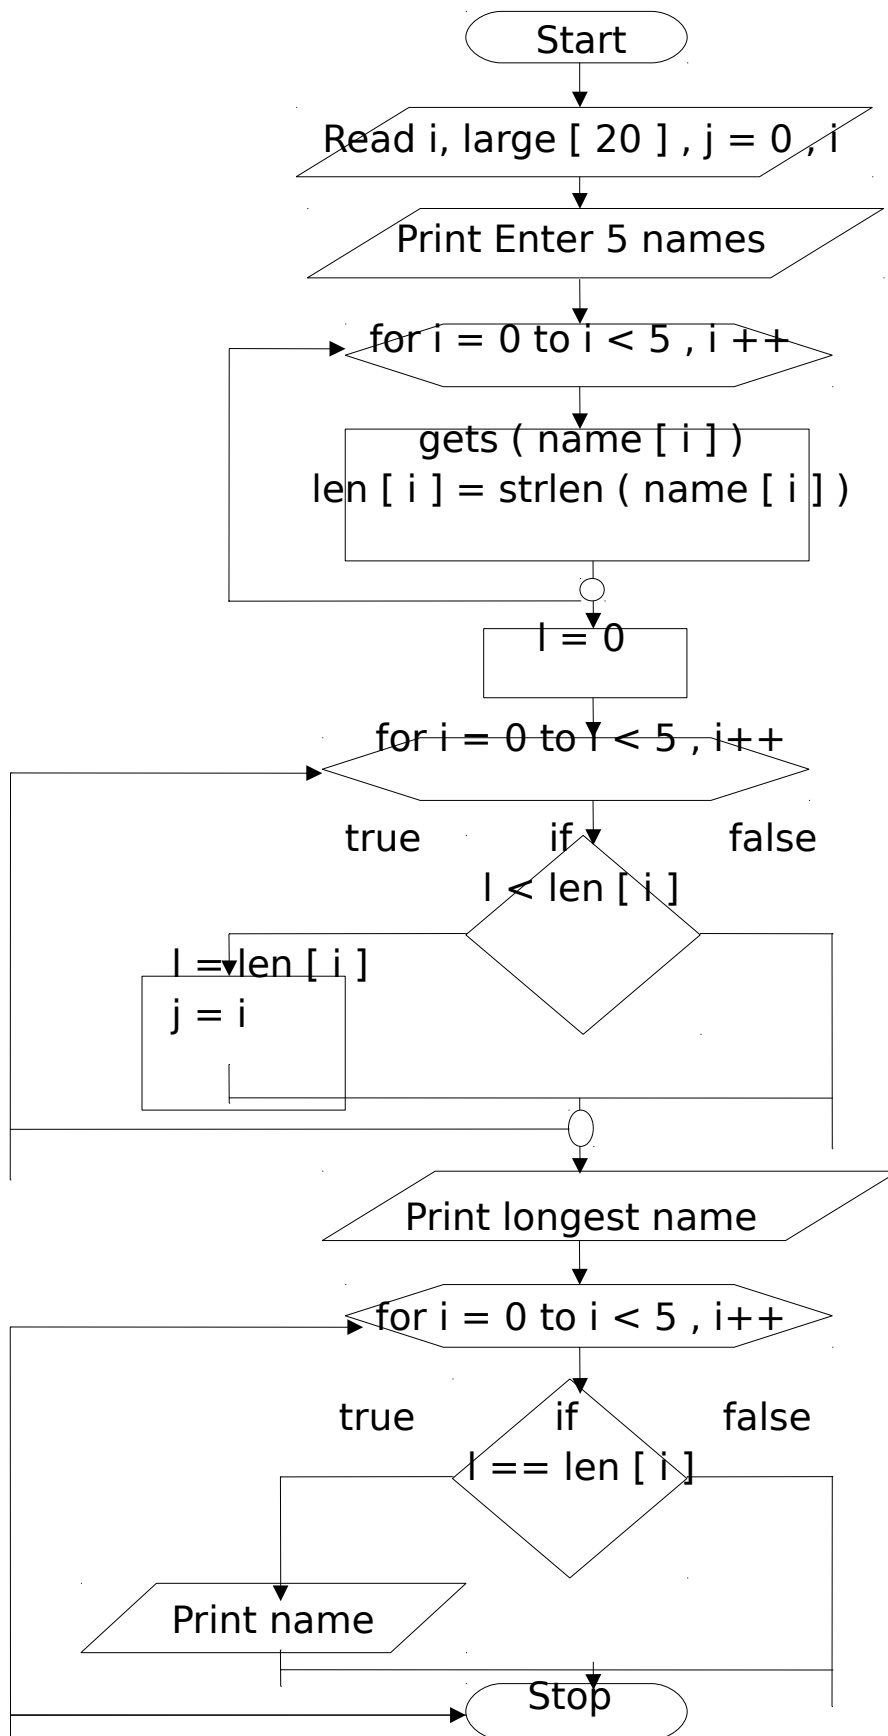 Start
Read i, large [ 20 ] , j = 0 , i
Print Enter 5 names
for i = 0 to i < 5 , i ++
gets ( name [ i ] )
len [ i ] = strlen ( name [ i ] )
l = 0
for i = 0 to i < 5 , i++
true if false
l < len [ i ]
l = len [ i ]
j = i
Print longest name
for i = 0 to i < 5 , i++
true if false
l == len [ i ]
Print name
Stop